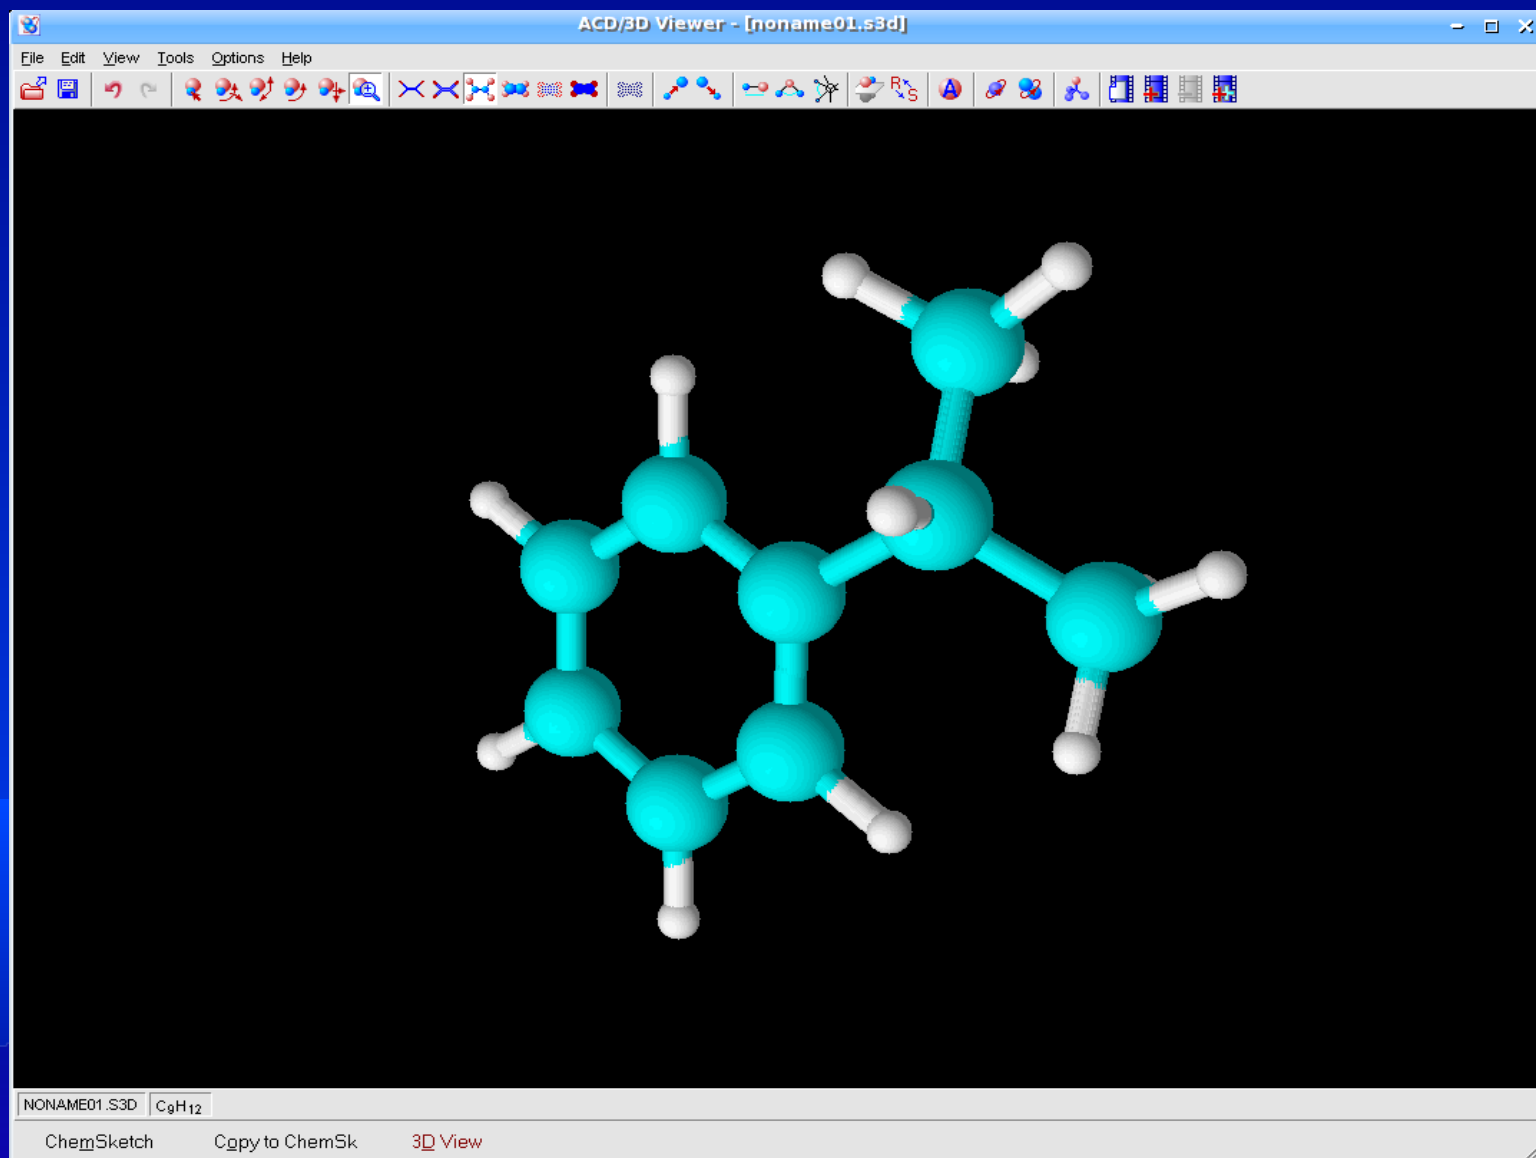 ACD/3D Viewer - [noname01.s3d]
File Edit View Tools Options Help
R S A
NONAME01.S3D C₉H₁₂
ChemSketch Copy to ChemSk 3D View